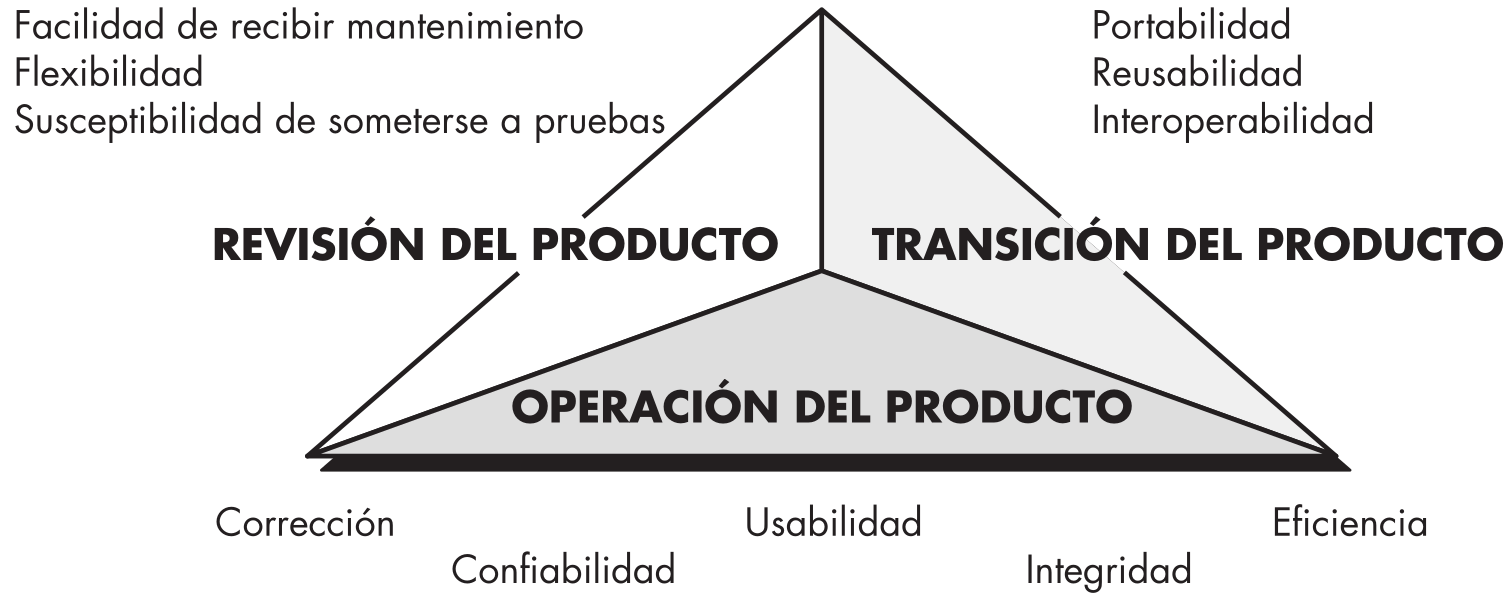 Facilidad de recibir mantenimiento
Flexibilidad
Susceptibilidad de someterse a pruebas
Portabilidad
Reusabilidad
Interoperabilidad
REVISIÓN DEL PRODUCTO
TRANSICIÓN DEL PRODUCTO
OPERACIÓN DEL PRODUCTO
Corrección
Usabilidad
Eficiencia
Confiabilidad
Integridad